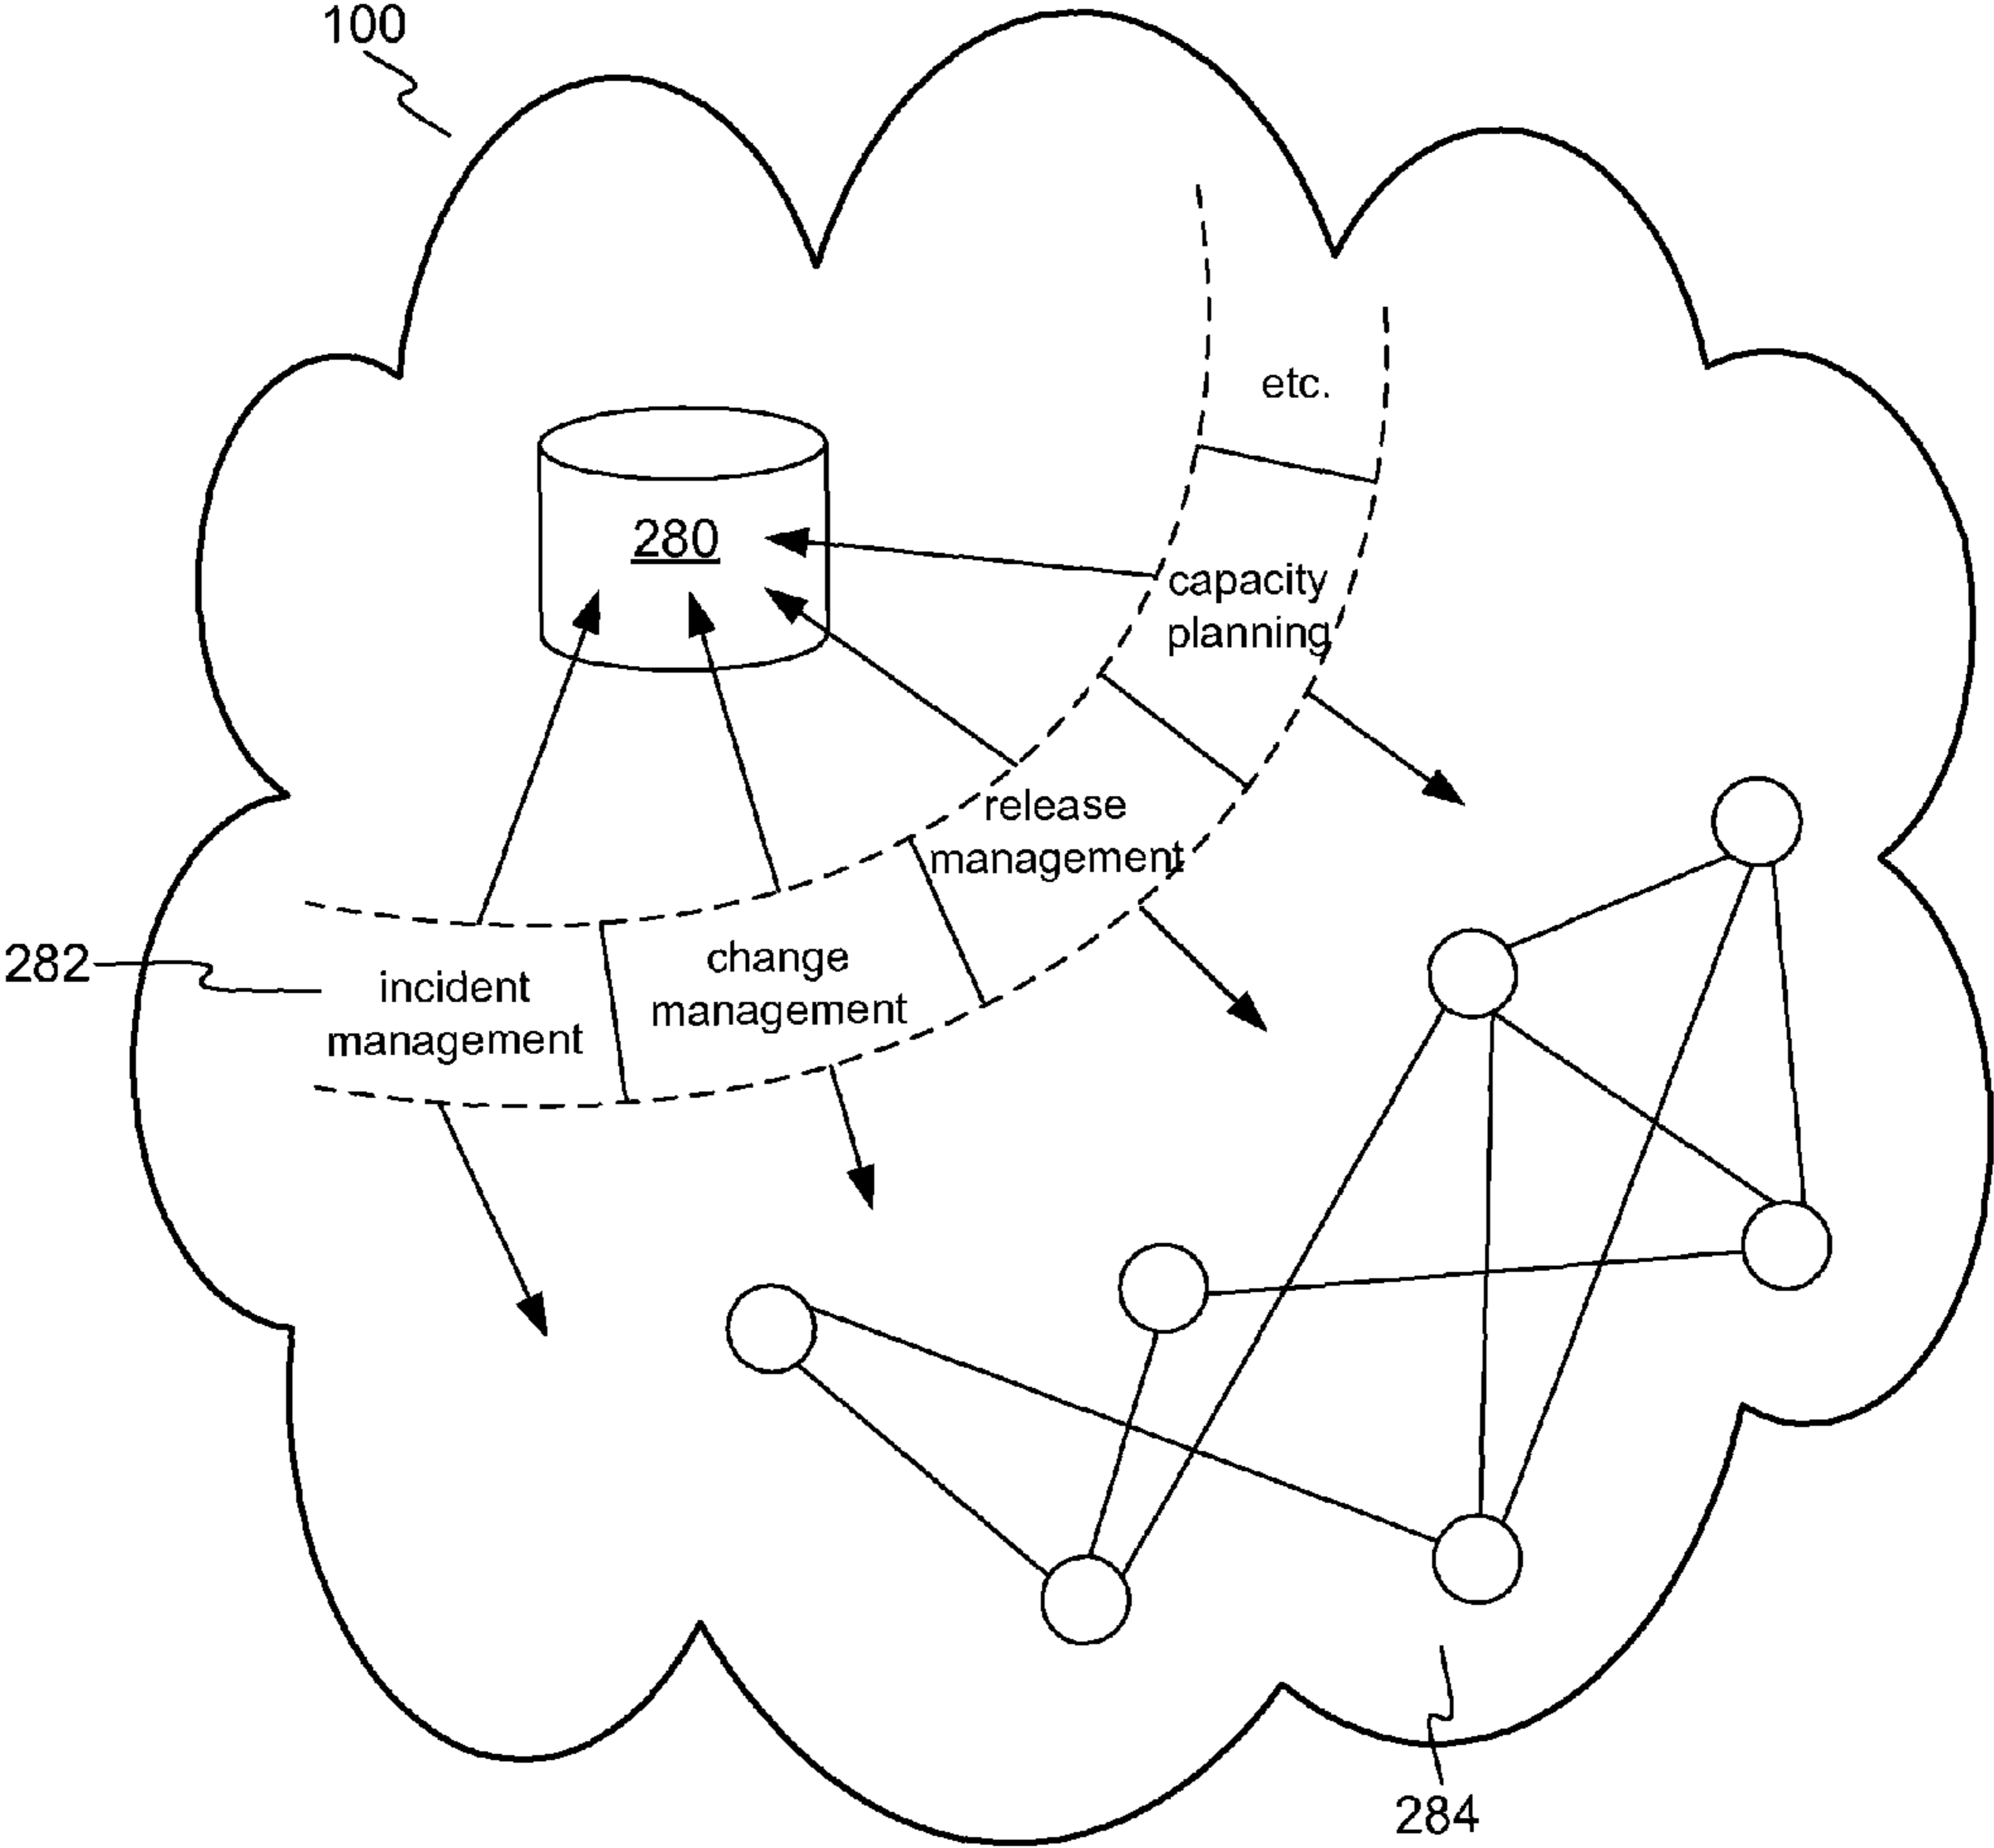 100
etc.
280
capacity
planning
release
management
282
incident
management
change
management
284